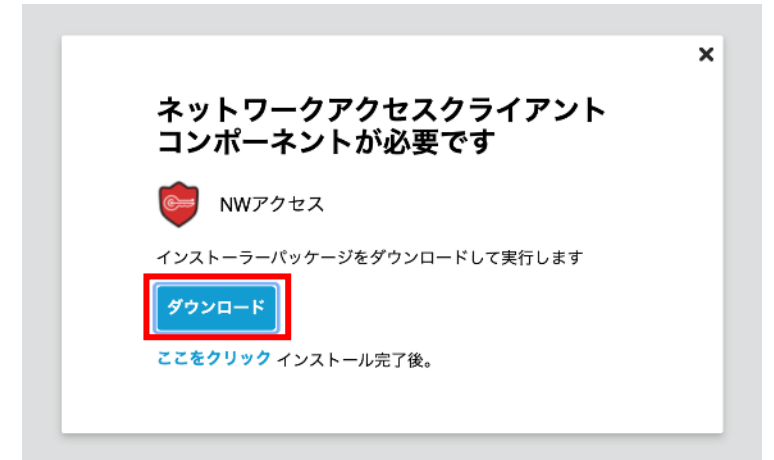 ネットワークアクセスクライアント
コンポーネントが必要です
NWアクセス
インストーラーパッケージをダウンロードして実行します
ダウンロード
ここをクリック インストール完了後。